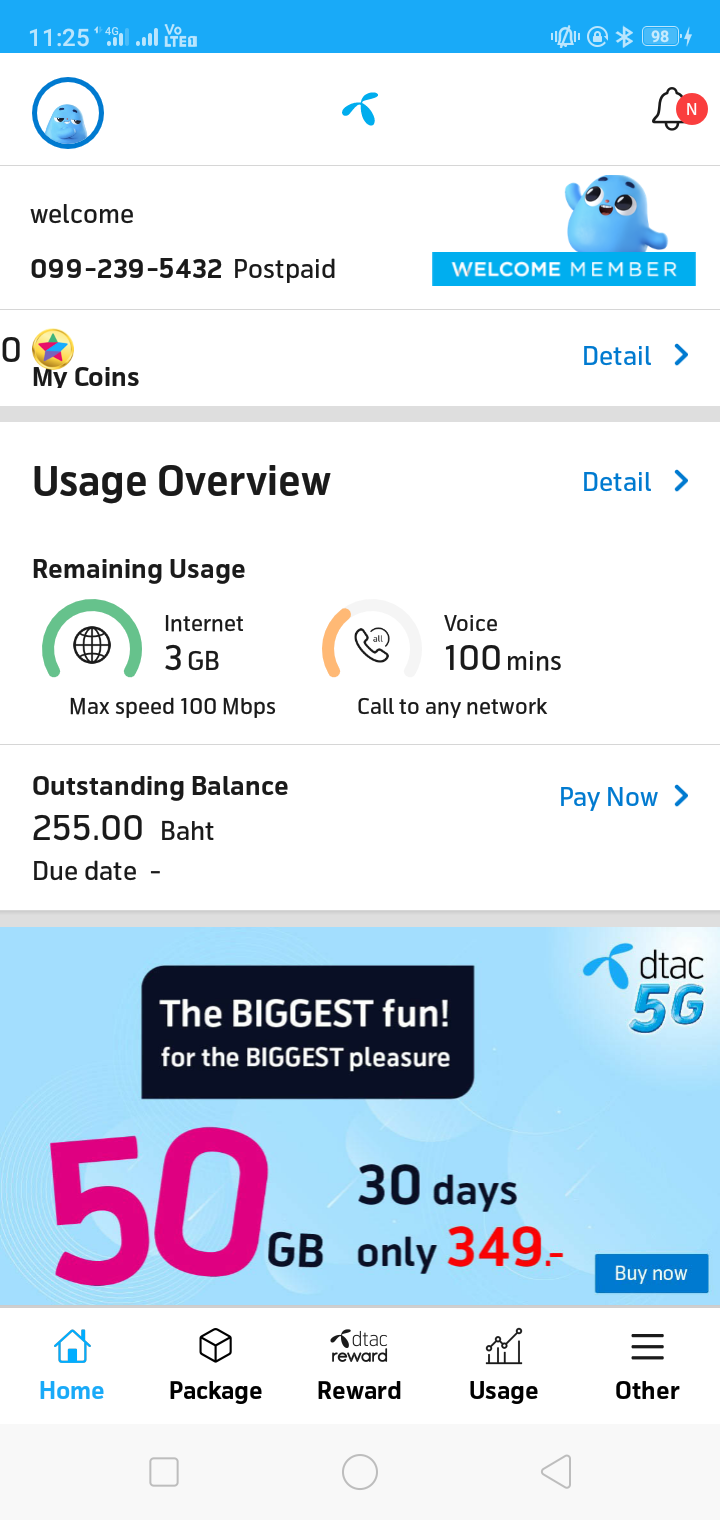 11:25 4G Vo LTE 1 98
N
welcome
099-239-5432 Postpaid
WELCOME MEMBER
0
My Coins
Detail
Usage Overview
Detail
Remaining Usage
Internet
3 GB
Max speed 100 Mbps
all
Voice
100 mins
Call to any network
Outstanding Balance
255.00 Baht
Due date -
Pay Now
dtac
5G
The BIGGEST fun!
for the BIGGEST pleasure
50 GB
30 days
only 349.-
Buy now
dtac
reward
Home Package Reward Usage Other